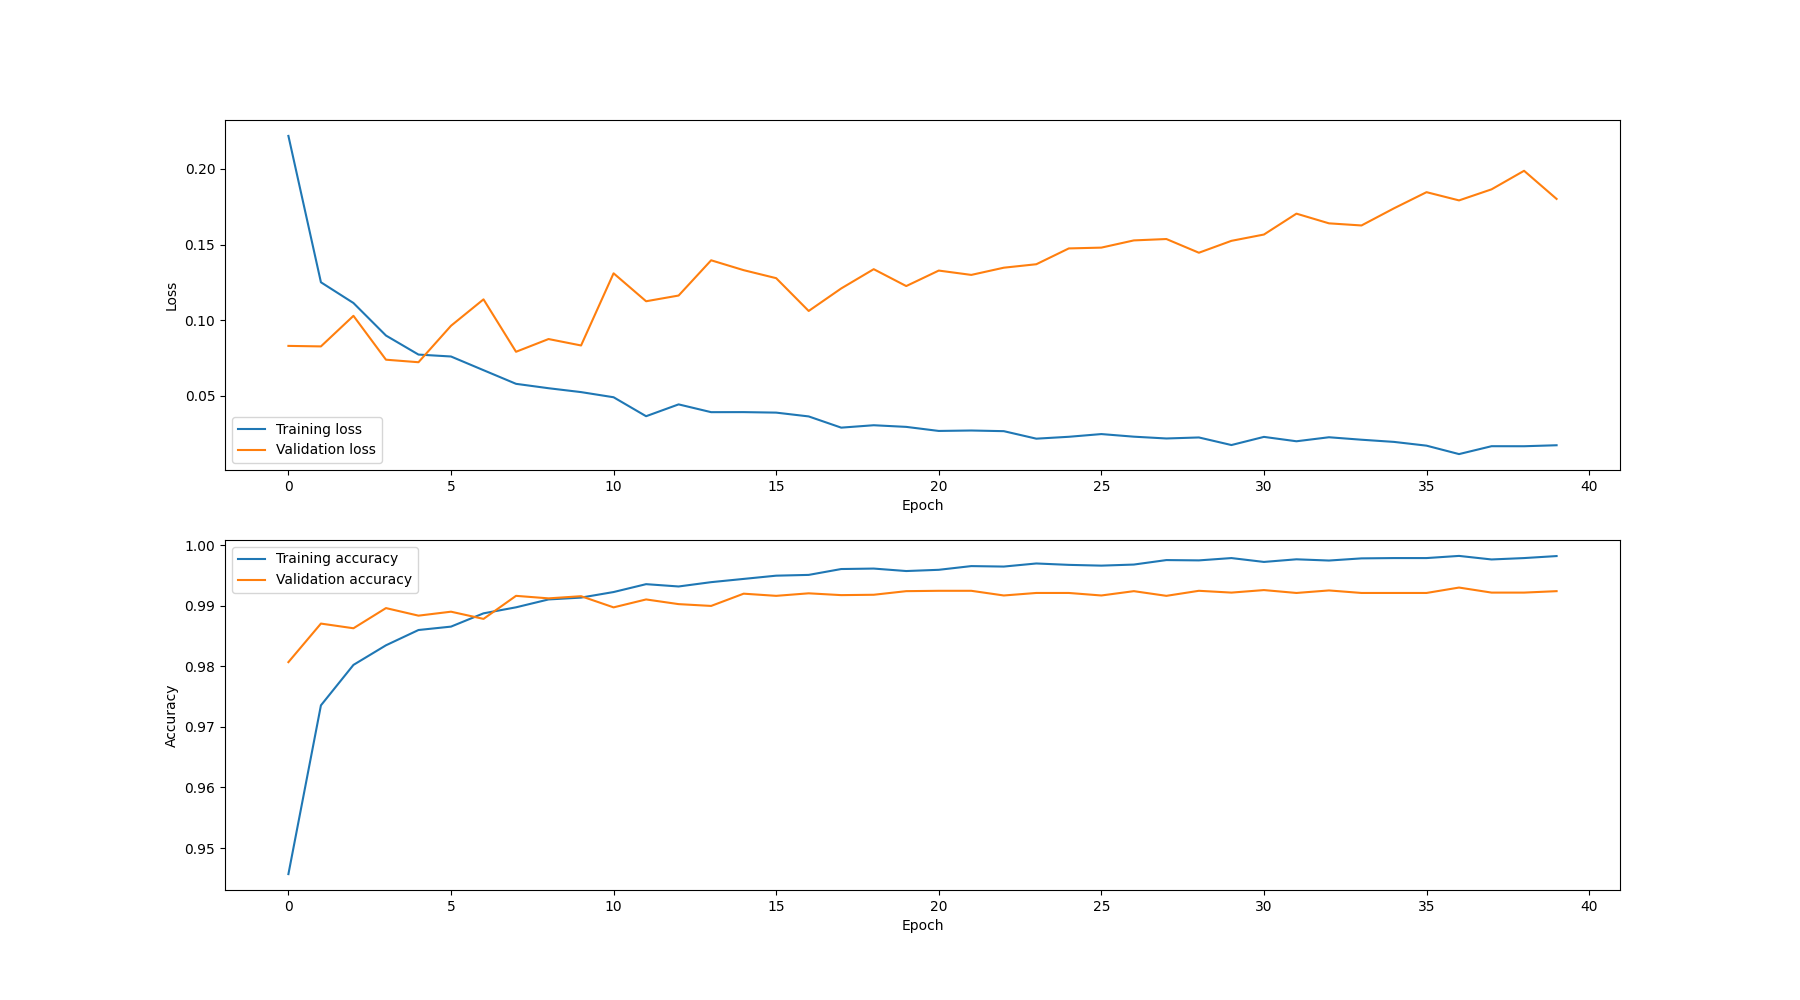 0.20
0.15
0.10
0.05
Loss
Training loss
Validation loss
0 5 10 15 20 25 30 35 40
Epoch
1.00
0.99
0.98
0.97
0.96
0.95
Accuracy
Training accuracy
Validation accuracy
0 5 10 15 20 25 30 35 40
Epoch